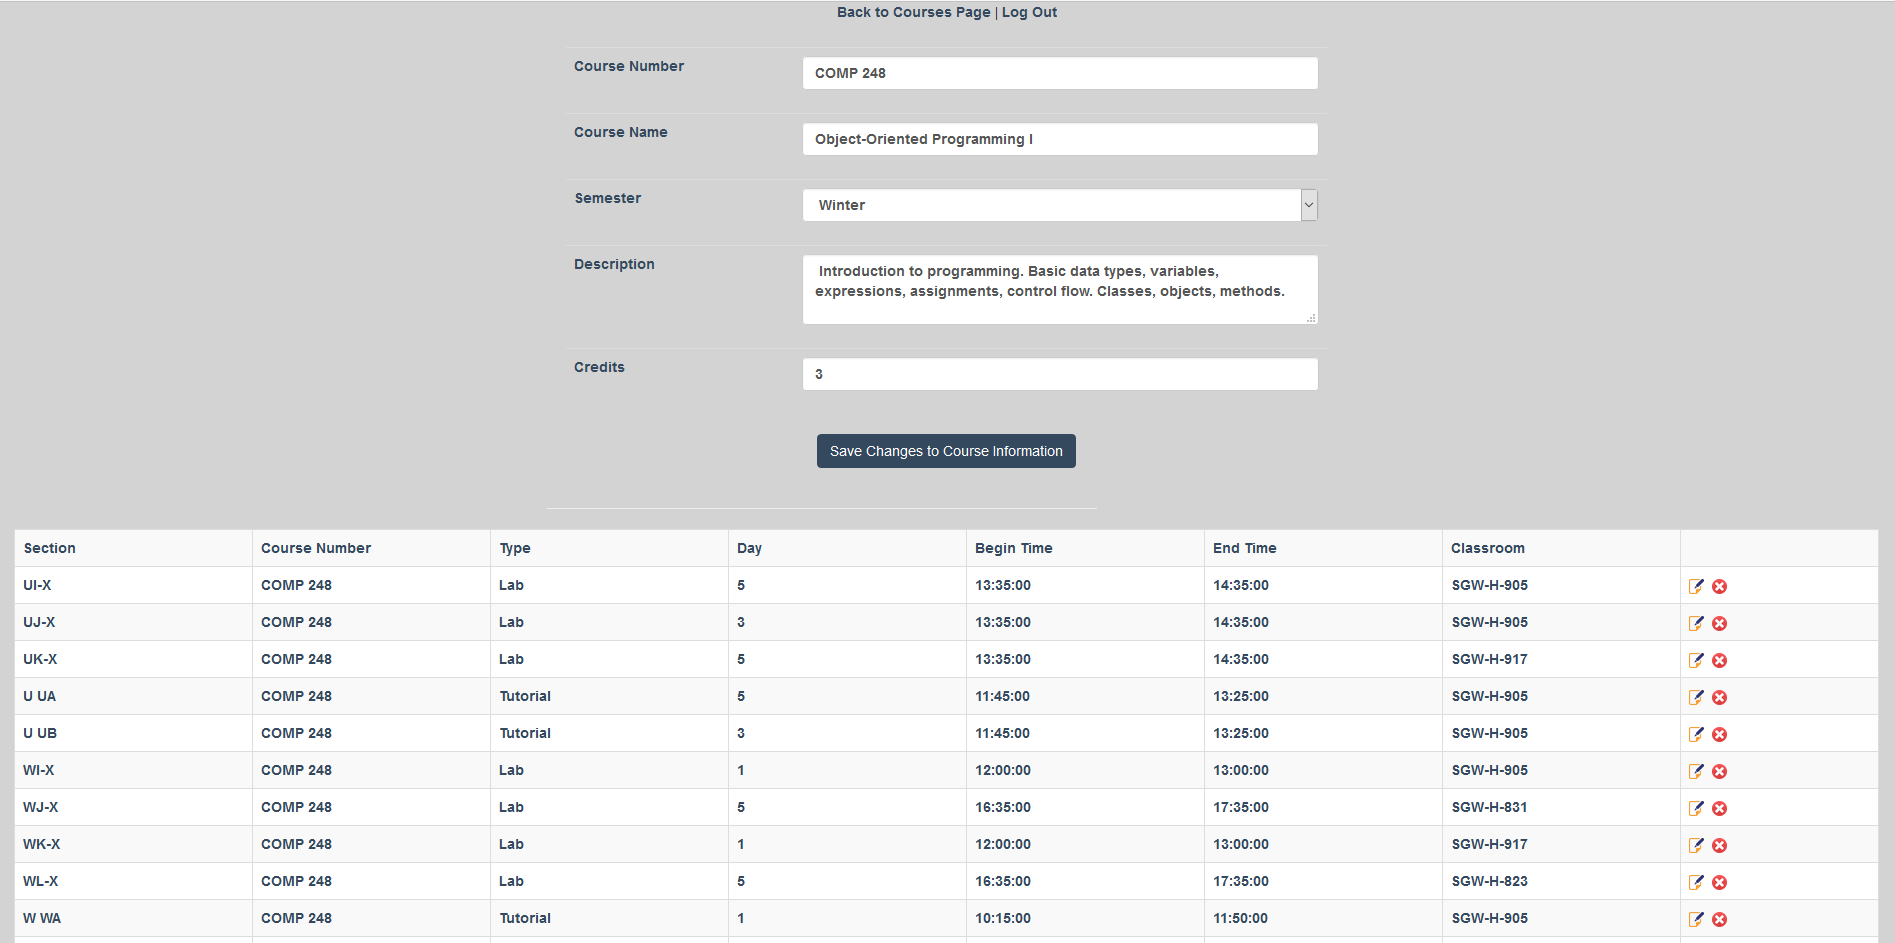 Back to Courses Page | Log Out
Course Number
COMP 248
Course Name
Object-Oriented Programming I
Semester
Winter
Description
Introduction to programming. Basic data types, variables,
expressions, assignments, control flow. Classes, objects, methods.
Credits
3
Save Changes to Course Information
Section Course Number Type Day Begin Time End Time Classroom
UI-X COMP 248 Lab 5 13:35:00 14:35:00 SGW-H-905
UJ-X COMP 248 Lab 3 13:35:00 14:35:00 SGW-H-905
UK-X COMP 248 Lab 5 13:35:00 14:35:00 SGW-H-917
U UA COMP 248 Tutorial 5 11:45:00 13:25:00 SGW-H-905
U UB COMP 248 Tutorial 3 11:45:00 13:25:00 SGW-H-905
WI-X COMP 248 Lab 1 12:00:00 13:00:00 SGW-H-905
WJ-X COMP 248 Lab 5 16:35:00 17:35:00 SGW-H-831
WK-X COMP 248 Lab 1 12:00:00 13:00:00 SGW-H-917
WL-X COMP 248 Lab 5 16:35:00 17:35:00 SGW-H-823
W WA COMP 248 Tutorial 1 10:15:00 11:50:00 SGW-H-905